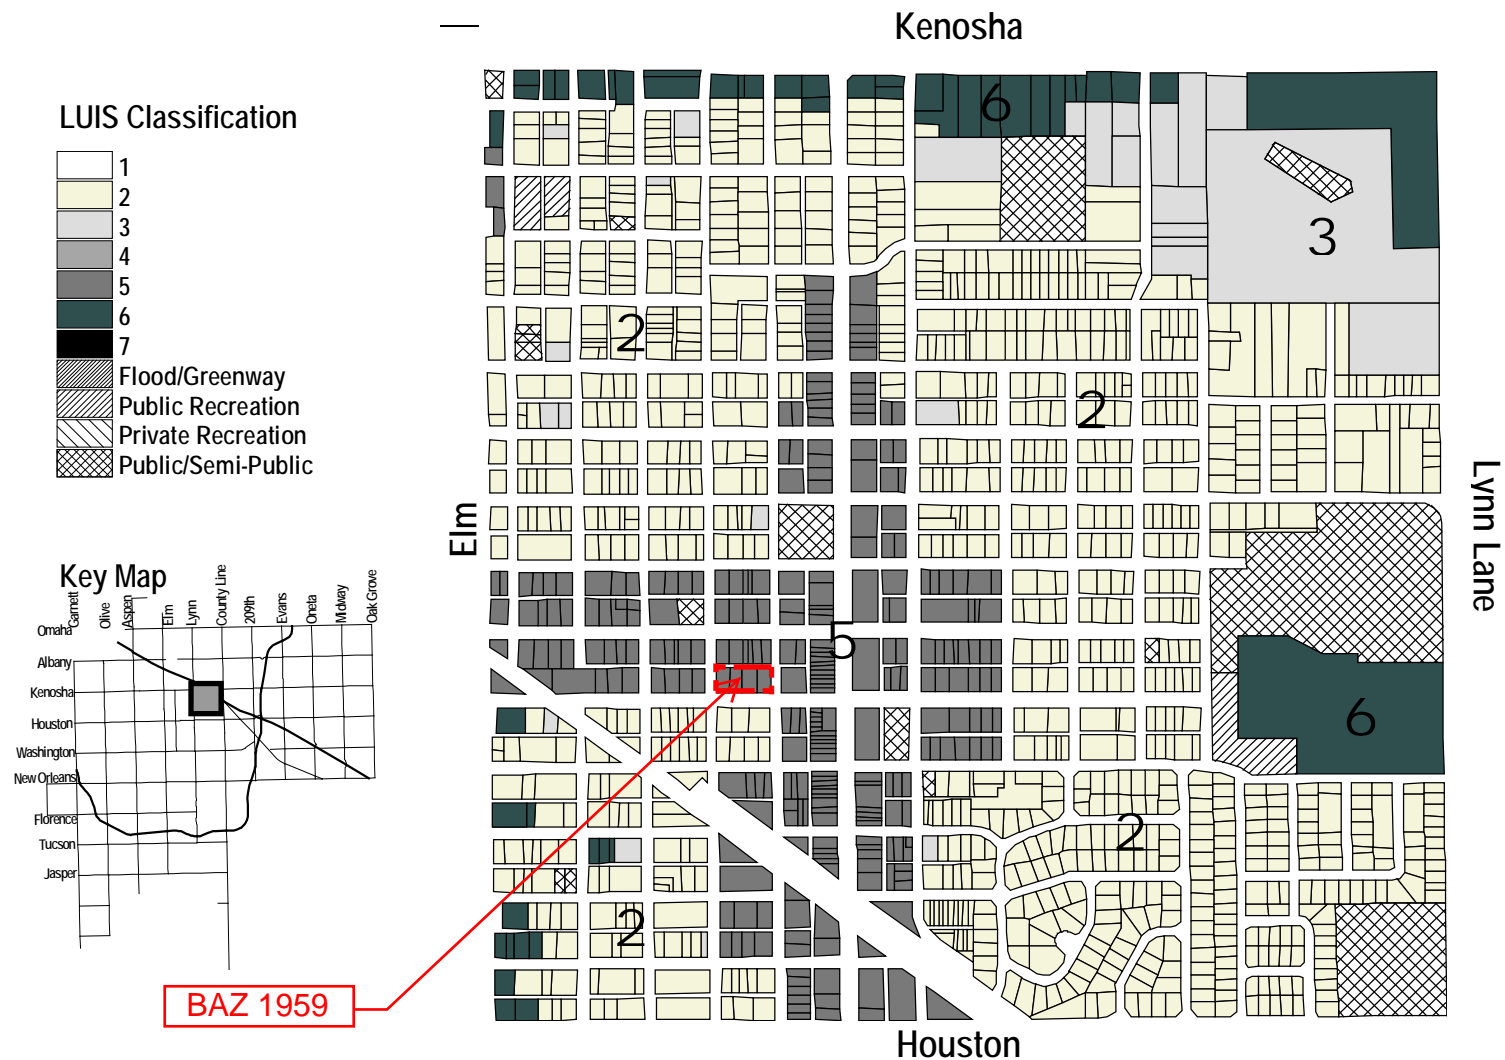 Kenosha
LUIS Classification
1
2
3
4
5
6
7
Flood/Greenway
Public Recreation
Private Recreation
Public/Semi-Public
6
3
2
2
Elm
Lynn Lane
5
6
2
2
Key Map
Garnett
Olive
Aspen
Elm
Lynn
County Line
209th
Evans
Oneta
Midway
Oak Grove
Omaha
Albany
Kenosha
Houston
Washington
New Orleans
Florence
Tucson
Jasper
BAZ 1959
Houston